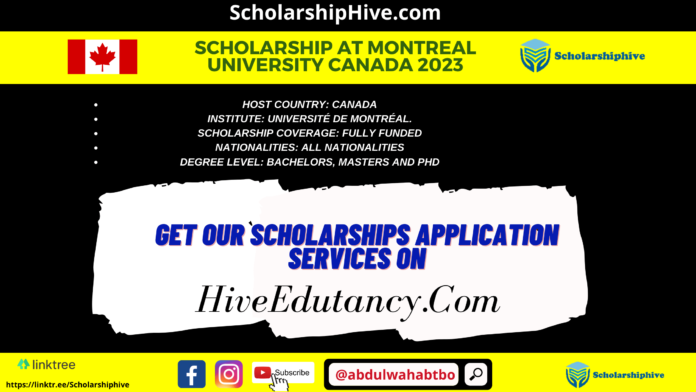 ScholarshipHive.com
SCHOLARSHIP AT MONTREAL
UNIVERSITY CANADA 2023
Scholarshiphive
HOST COUNTRY: CANADA
INSTITUTE: UNIVERSITÉ DE MONTRÉAL.
SCHOLARSHIP COVERAGE: FULLY FUNDED
NATIONALITIES: ALL NATIONALITIES
DEGREE LEVEL: BACHELORS, MASTERS AND PHD
GET OUR SCHOLARSHIPS APPLICATION
SERVICES ON
HiveEdutancy.Com
linktree
https://linktr.ee/Scholarshiphive
Subscribe
@abdulwahabtbo
Scholarshiphive